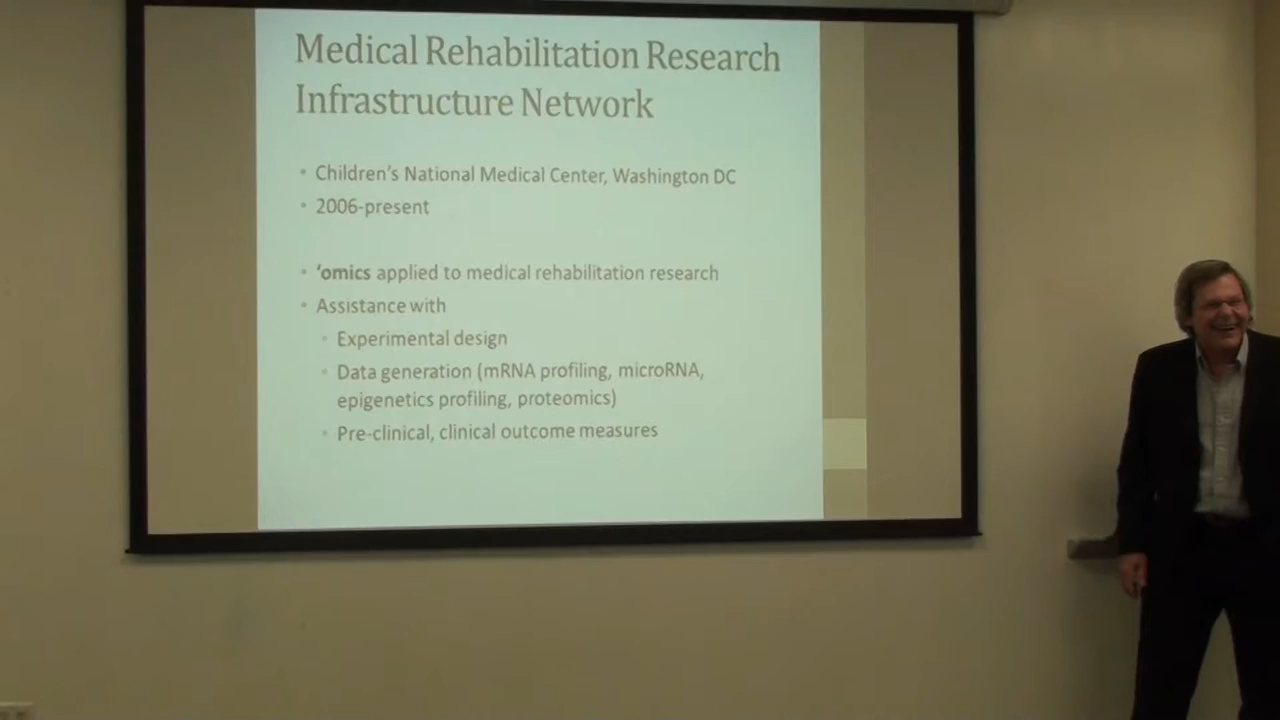 Medical Rehabilitation Research
Infrastructure Network
• Children's National Medical Center, Washington DC
• 2006-present
• 'omics applied to medical rehabilitation research
• Assistance with
• Experimental design
• Data generation (mRNA profiling, microRNA,
epigenetics profiling, proteomics)
• Pre-clinical, clinical outcome measures